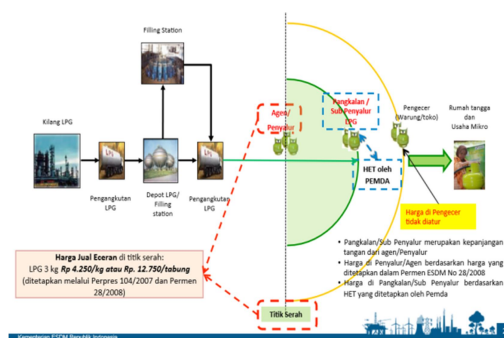 Filling Station
Kilang LPG
Pengangkutan
LPG
Depot LPG/
Filling
station
Pengangkutan
LPG
Agen/
Penyalur
Pangkalan /
Sub Penyalur
LPG
Pengecer
(Warung/toko)
Rumah tangga
dan
Usaha Mikro
HET oleh
PEMDA
Harga di Pengecer
tidak diatur
Harga Jual Eceran di titik serah:
LPG 3 kg Rp 4.250/kg atau Rp. 12.750/tabung
(ditetapkan melalui Perpres 104/2007 dan Permen
28/2008)
• Pangkalan/Sub Penyalur merupakan kepanjangan
tangan dari agen/Penyalur
• Harga di Penyalur/Agen berdasarkan harga yang
ditetapkan dalam Permen ESDM No 28/2008
• Harga di Pangkalan/Sub Penyalur berdasarkan
HET yang ditetapkan oleh Pemda
Titik Serah
Kementerian ESDM Republik Indonesia